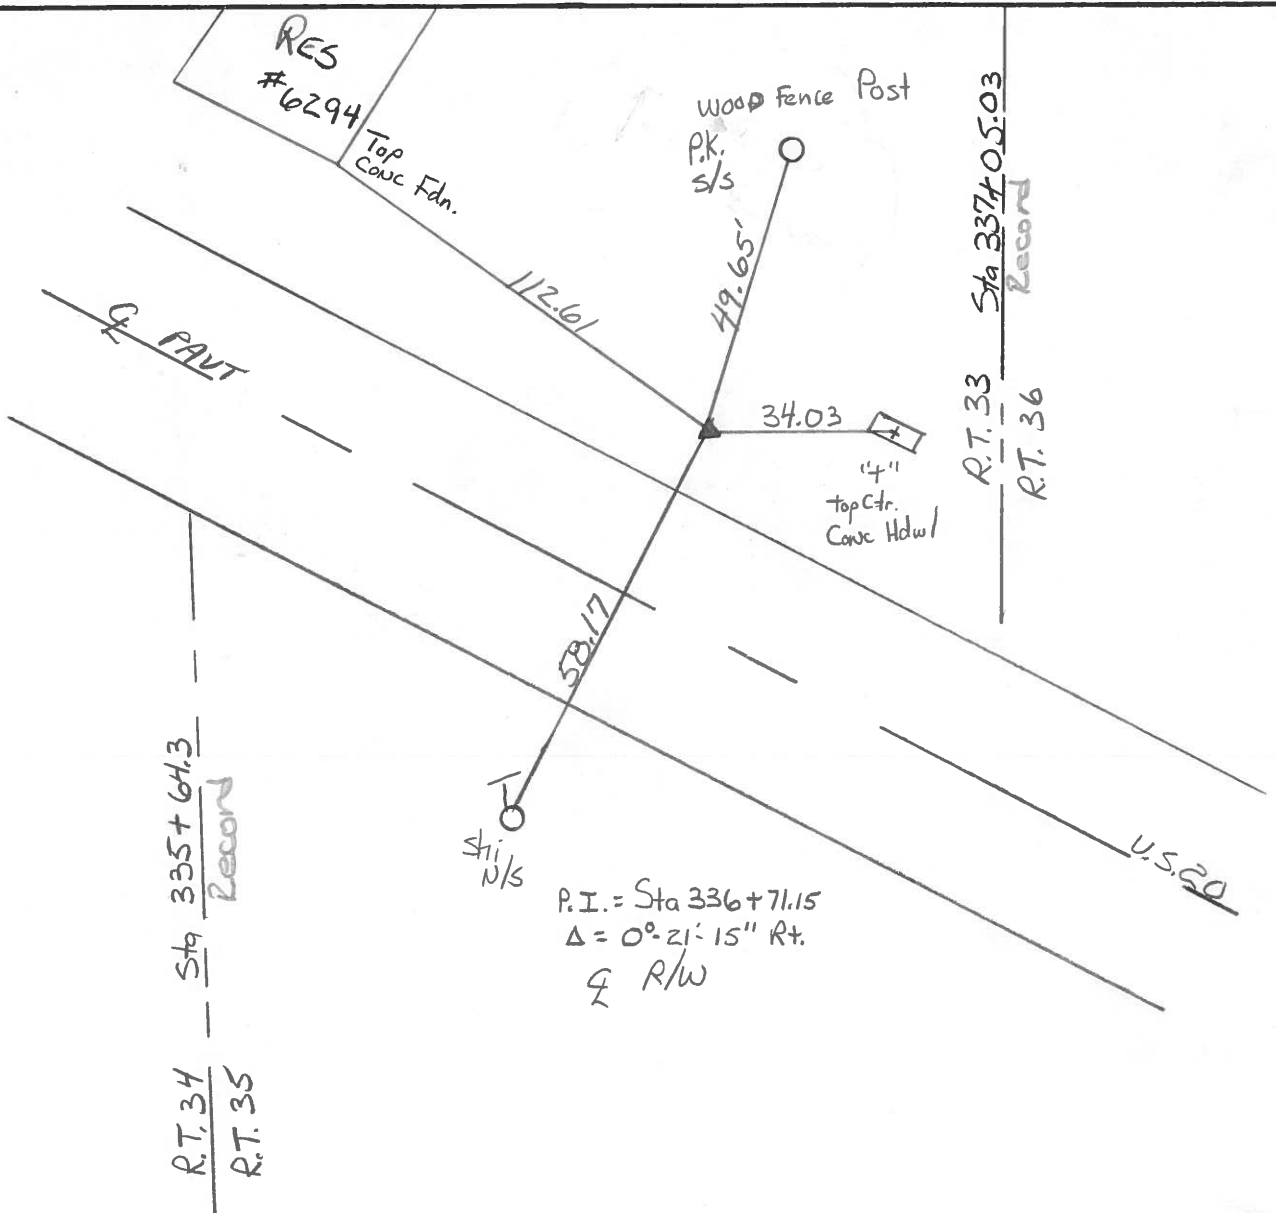 RES
#6294
Top
Conc Fdn.
Wood Fence Post
P.K.
S/S
112.61
49.65'
34.03
"+"
top Ctr.
Conc Hdwl
Sta 337+05.03
Record
R.T. 33
R.T. 36
℄ PAVT
58.17
Sta 335+64.3
Record
R.T. 34
R.T. 35
N/S
P.I. = Sta 336+71.15
Δ = 0°-21'-15" Rt.
℄ R/W
U.S. 20